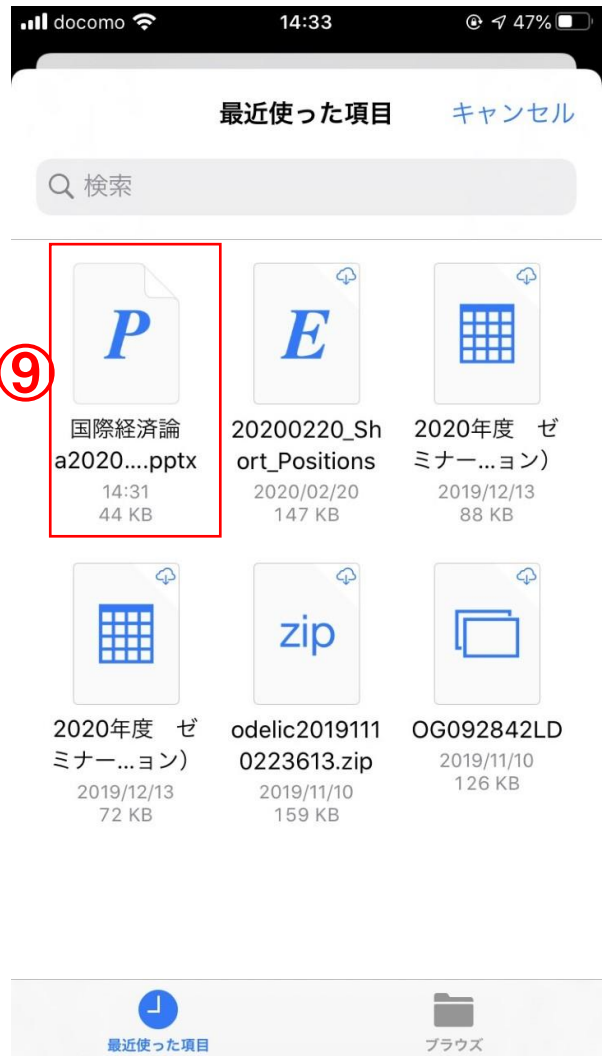 docomo 14:33 47%
最近使った項目 キャンセル
検索
⑨
P E
国際経済論 20200220_Sh 2020年度 ゼ
a2020....pptx ort_Positions ミナー...ョン）
14:31 2020/02/20 2019/12/13
44 KB 147 KB 88 KB
zip
2020年度 ゼ odelic2019111 OG092842LD
ミナー...ョン） 0223613.zip 2019/11/10
2019/12/13 2019/11/10 126 KB
72 KB 159 KB
最近使った項目 ブラウズ